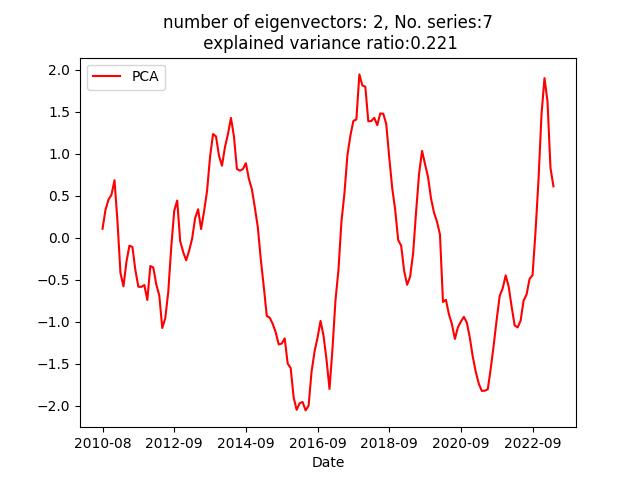 number of eigenvectors: 2, No. series:7
explained variance ratio:0.221
PCA
2.0
1.5
1.0
0.5
0.0
−0.5
−1.0
−1.5
−2.0
2010-08 2012-09 2014-09 2016-09 2018-09 2020-09 2022-09
Date